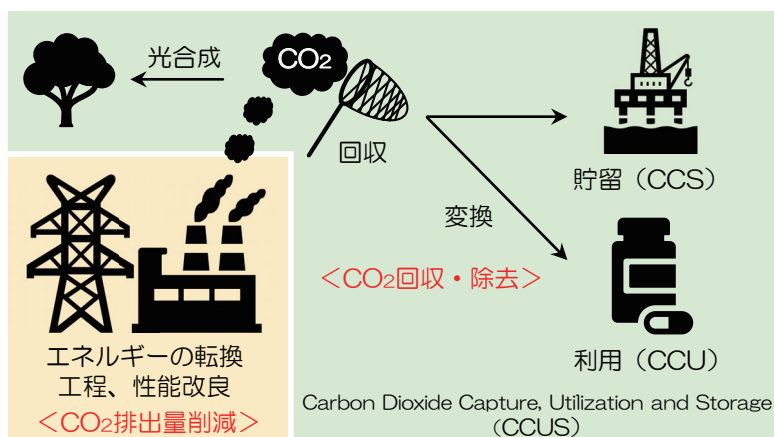 光合成
CO2
回収
貯留（CCS）
変換
＜CO2回収・除去＞
利用（CCU）
エネルギーの転換
工程、性能改良
＜CO2排出量削減＞
Carbon Dioxide Capture, Utilization and Storage
（CCUS）